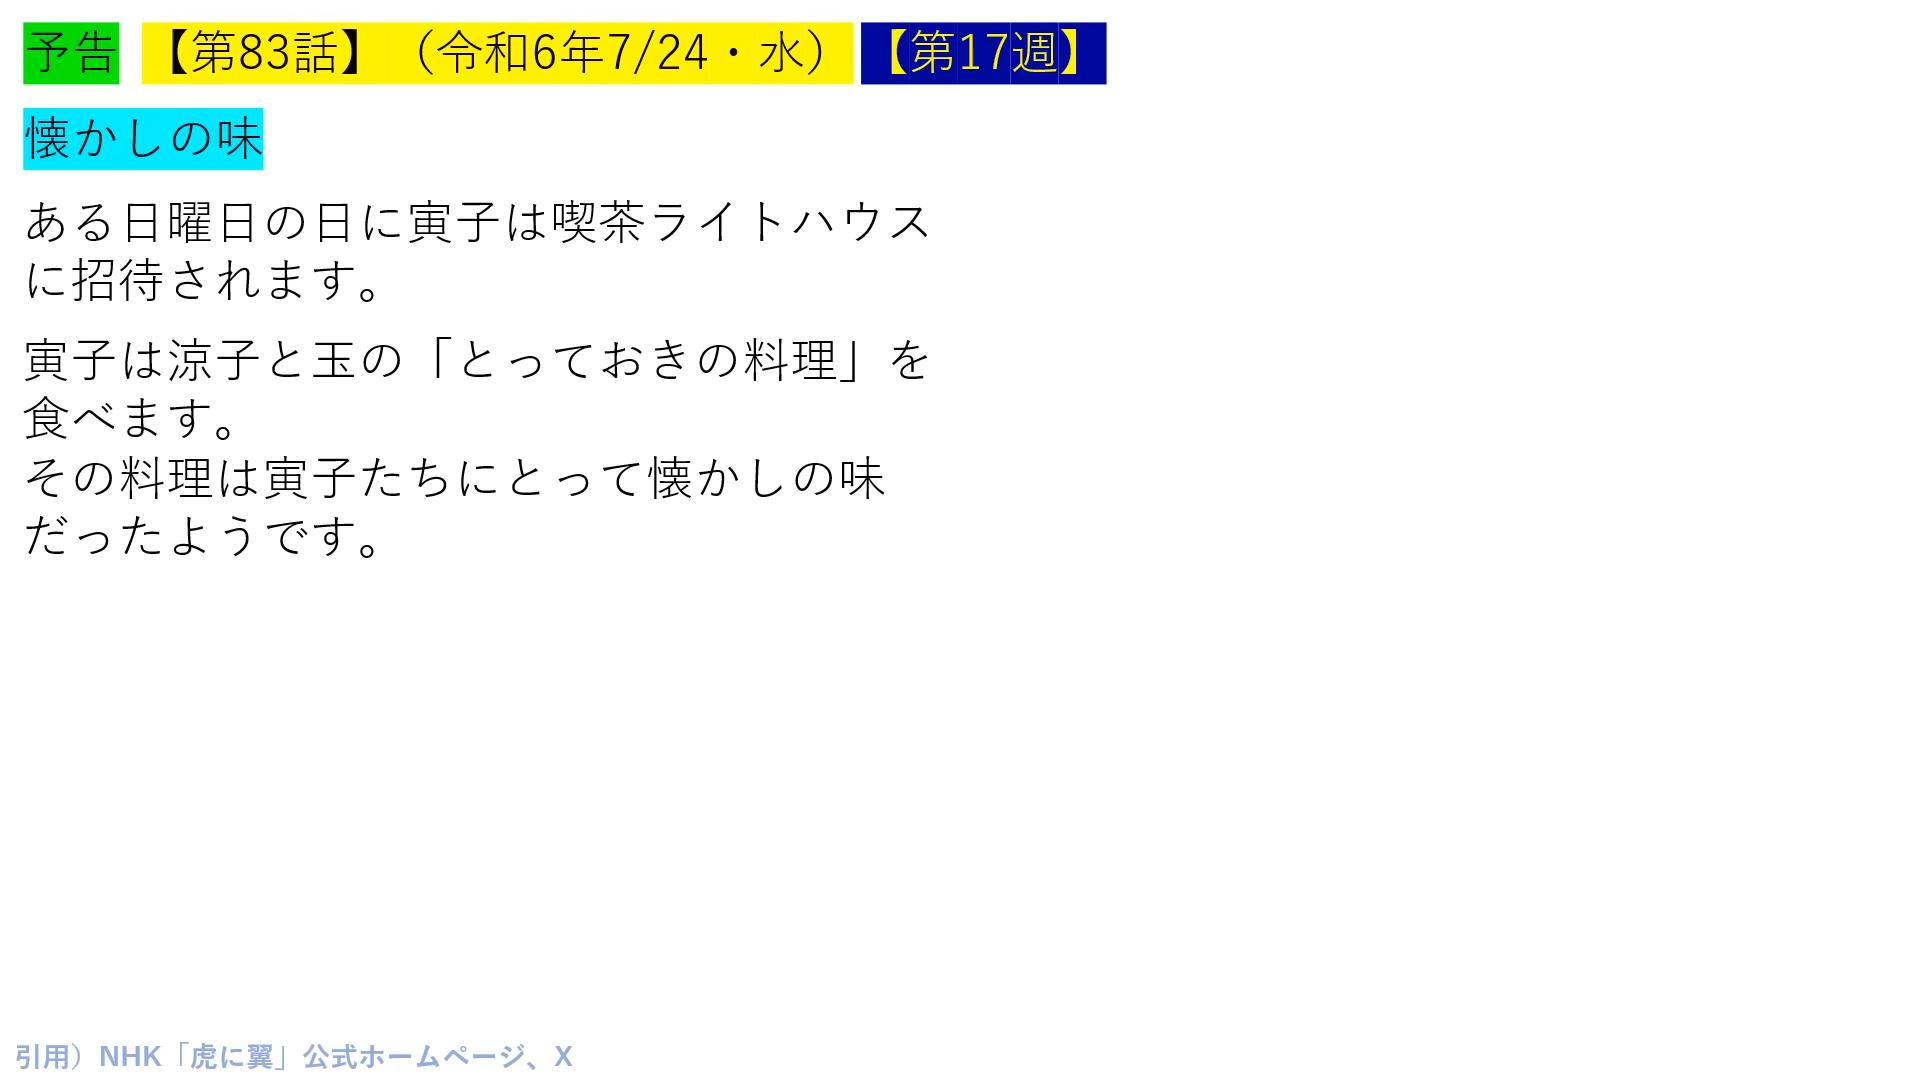 予告 【第83話】（令和6年7/24・水）【第17週】
懐かしの味
ある日曜日の日に寅子は喫茶ライトハウス
に招待されます。
寅子は涼子と玉の「とっておきの料理」を
食べます。
その料理は寅子たちにとって懐かしの味
だったようです。
引用）NHK「虎に翼」公式ホームページ、X